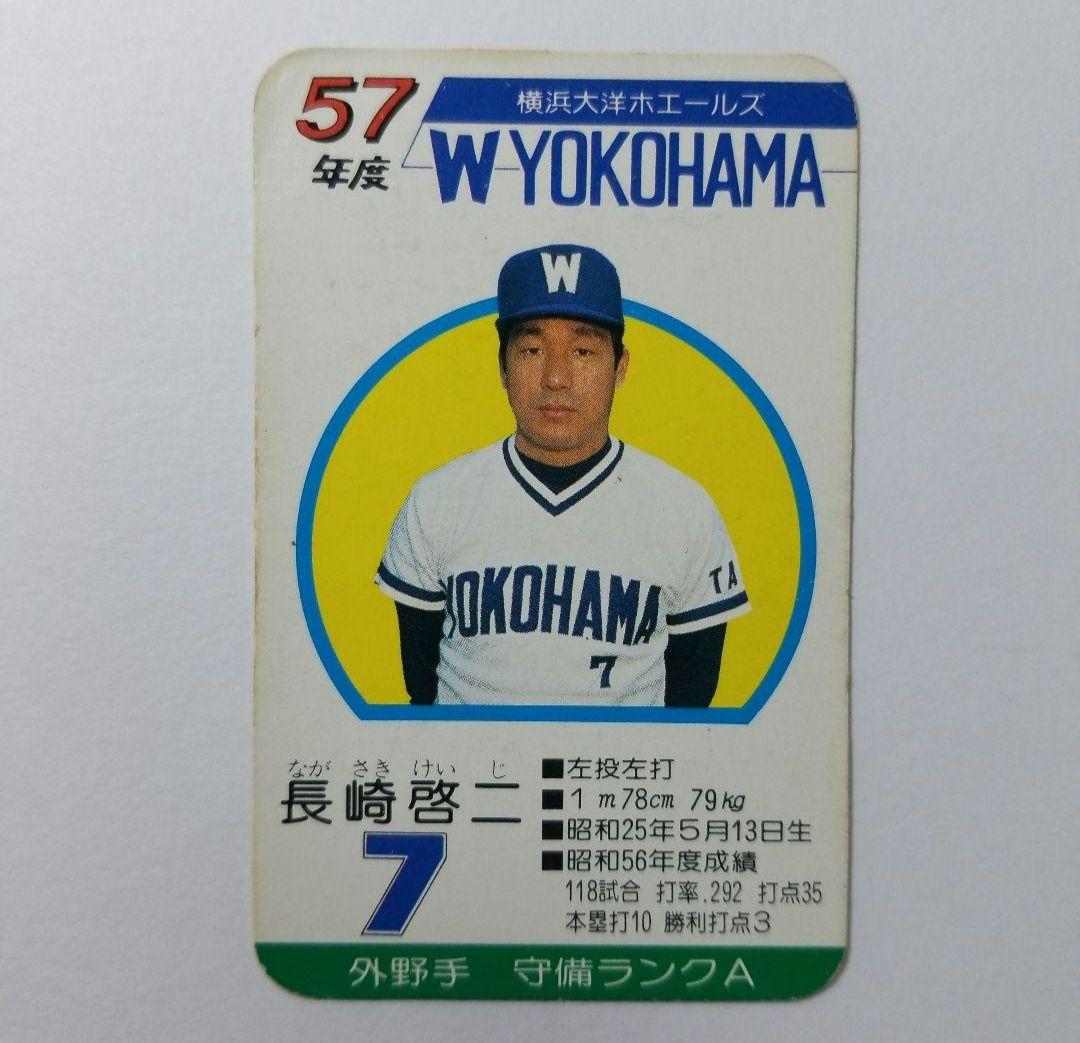 57
年度
横浜大洋ホエールズ
W YOKOHAMA
W
YOKOHAMA
TA
7
なが さき けい じ
長崎啓二
7
■左投左打
■1m78cm 79kg
■昭和25年5月13日生
■昭和56年度成績
118試合 打率.292 打点35
本塁打10 勝利打点3
外野手 守備ランクA